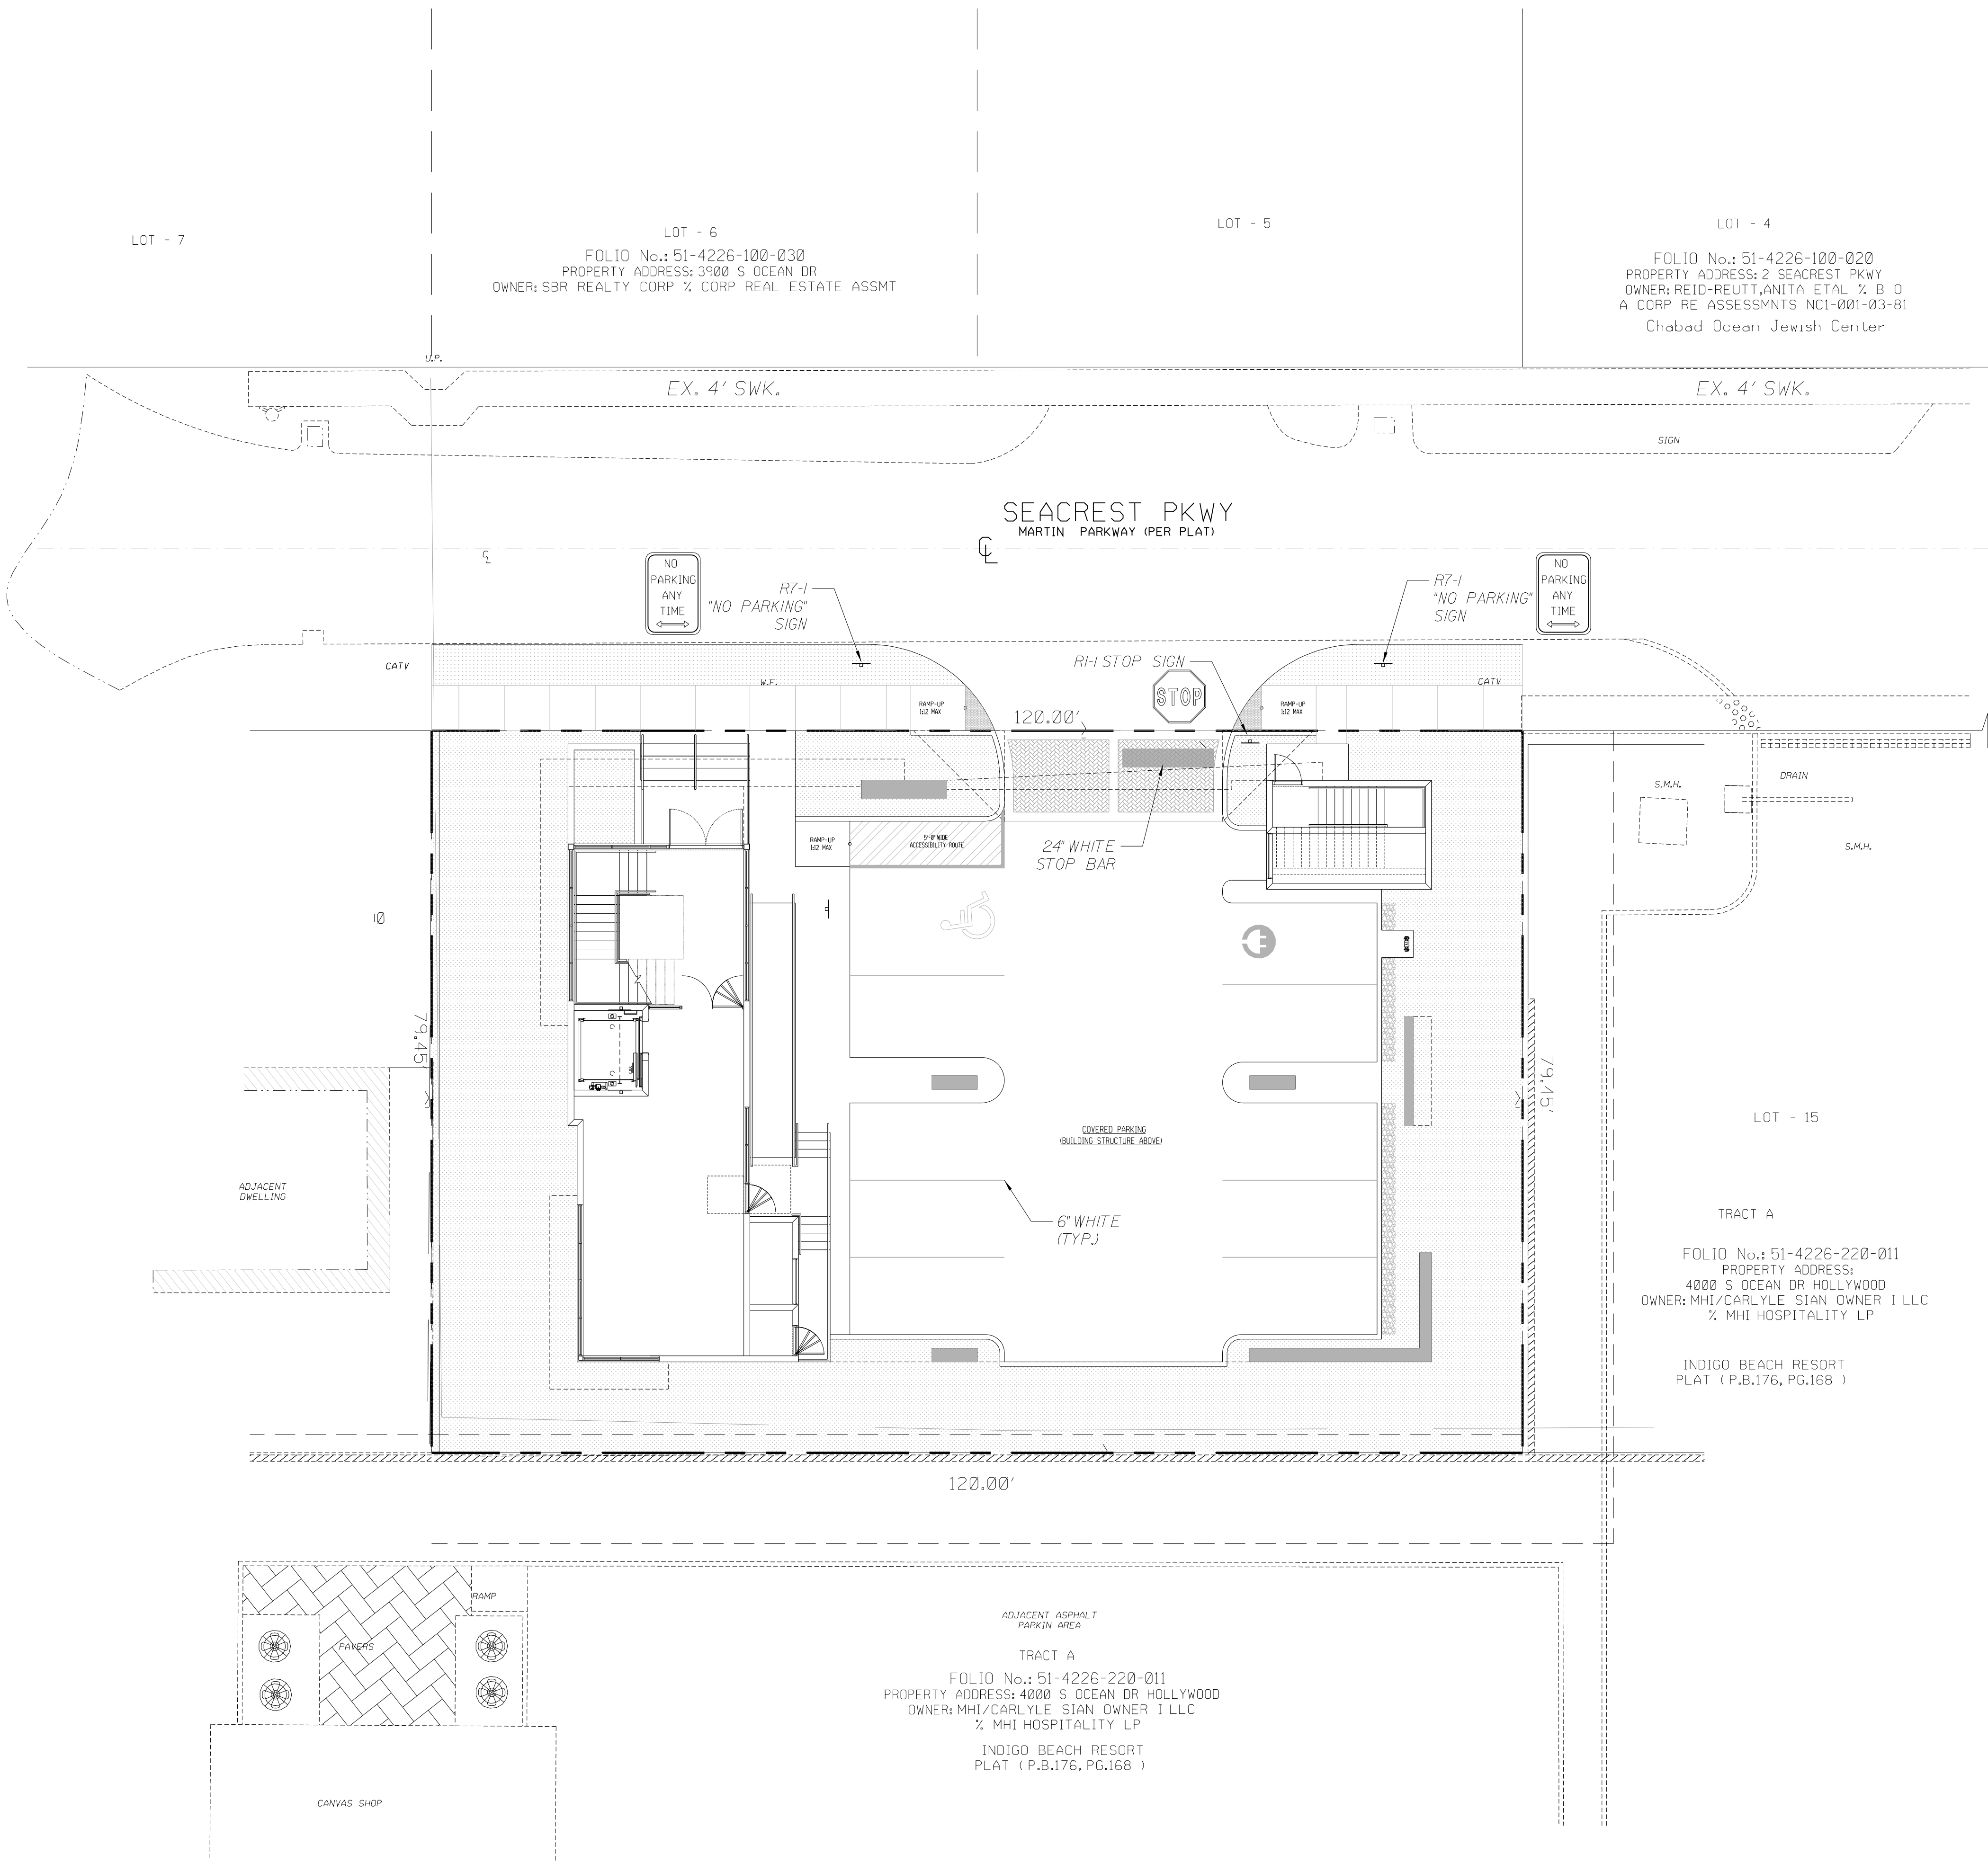 LOT - 7
LOT - 6
FOLIO No.: 51-4226-100-030
PROPERTY ADDRESS: 3900 S OCEAN DR
OWNER: SBR REALTY CORP % CORP REAL ESTATE ASSMT
LOT - 5
LOT - 4
FOLIO No.: 51-4226-100-020
PROPERTY ADDRESS: 2 SEACREST PKWY
OWNER: REID-REUTT,ANITA ETAL % B O
A CORP RE ASSESSMNTS NC1-001-03-81
Chabad Ocean Jewish Center
U.P.
EX. 4' SWK.
EX. 4' SWK.
SIGN
SEACREST PKWY
MARTIN PARKWAY (PER PLAT)
NO
PARKING
ANY
TIME
R7-1
"NO PARKING"
SIGN
R7-1
"NO PARKING"
SIGN
NO
PARKING
ANY
TIME
CATV
W.F.
R1-1 STOP SIGN
STOP
CATV
RAMP-UP
1:12 MAX
120.00'
RAMP-UP
1:12 MAX
DRAIN
S.M.H.
S.M.H.
RAMP-UP
1:12 MAX
5'-0" WIDE
ACCESSIBILITY ROUTE
24" WHITE
STOP BAR
10
79.45'
79.45'
COVERED PARKING
(BUILDING STRUCTURE ABOVE)
6" WHITE
(TYP.)
ADJACENT
DWELLING
LOT - 15
TRACT A
FOLIO No.: 51-4226-220-011
PROPERTY ADDRESS:
4000 S OCEAN DR HOLLYWOOD
OWNER: MHI/CARLYLE SIAN OWNER I LLC
% MHI HOSPITALITY LP
INDIGO BEACH RESORT
PLAT ( P.B.176, PG.168 )
120.00'
RAMP
PAVERS
CANVAS SHOP
ADJACENT ASPHALT
PARKIN AREA
TRACT A
FOLIO No.: 51-4226-220-011
PROPERTY ADDRESS: 4000 S OCEAN DR HOLLYWOOD
OWNER: MHI/CARLYLE SIAN OWNER I LLC
% MHI HOSPITALITY LP
INDIGO BEACH RESORT
PLAT ( P.B.176, PG.168 )